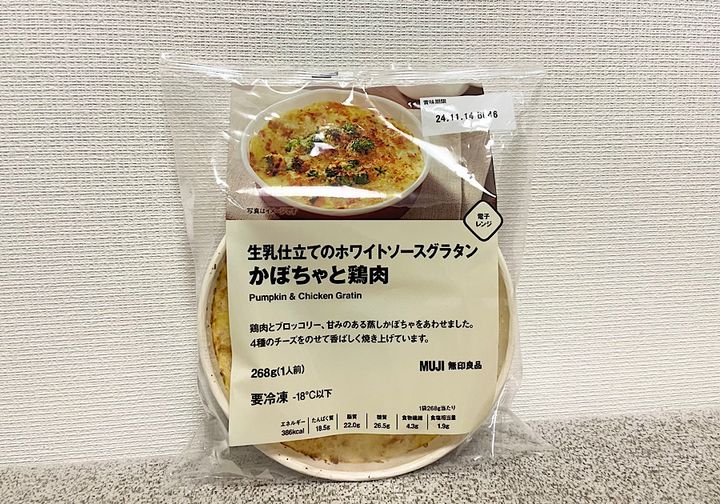 賞味期限
24.11.14
写真はイメージです
電子
レンジ
生乳仕立てのホワイトソースグラタン
かぼちゃと鶏肉
Pumpkin & Chicken Gratin
鶏肉とブロッコリー、甘みのある蒸しかぼちゃをあわせました。
4種のチーズをのせて香ばしく焼き上げています。
268g(1人前)
MUJI 無印良品
要冷凍 -18℃以下
1袋268g当たり
エネルギー たんぱく質 脂質 糖質 食物繊維 食塩相当量
386kcal 18.5g 22.0g 26.5g 4.3g 1.9g